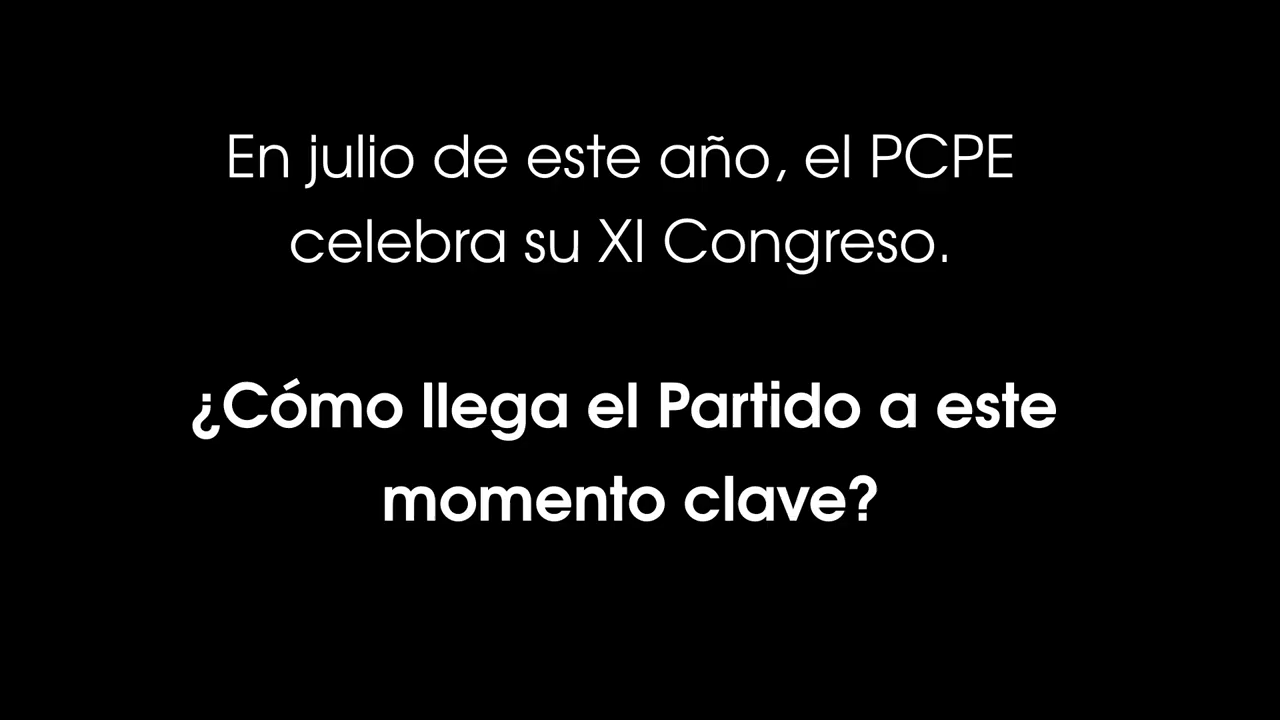 En julio de este año, el PCPE
celebra su XI Congreso.
¿Cómo llega el Partido a este
momento clave?